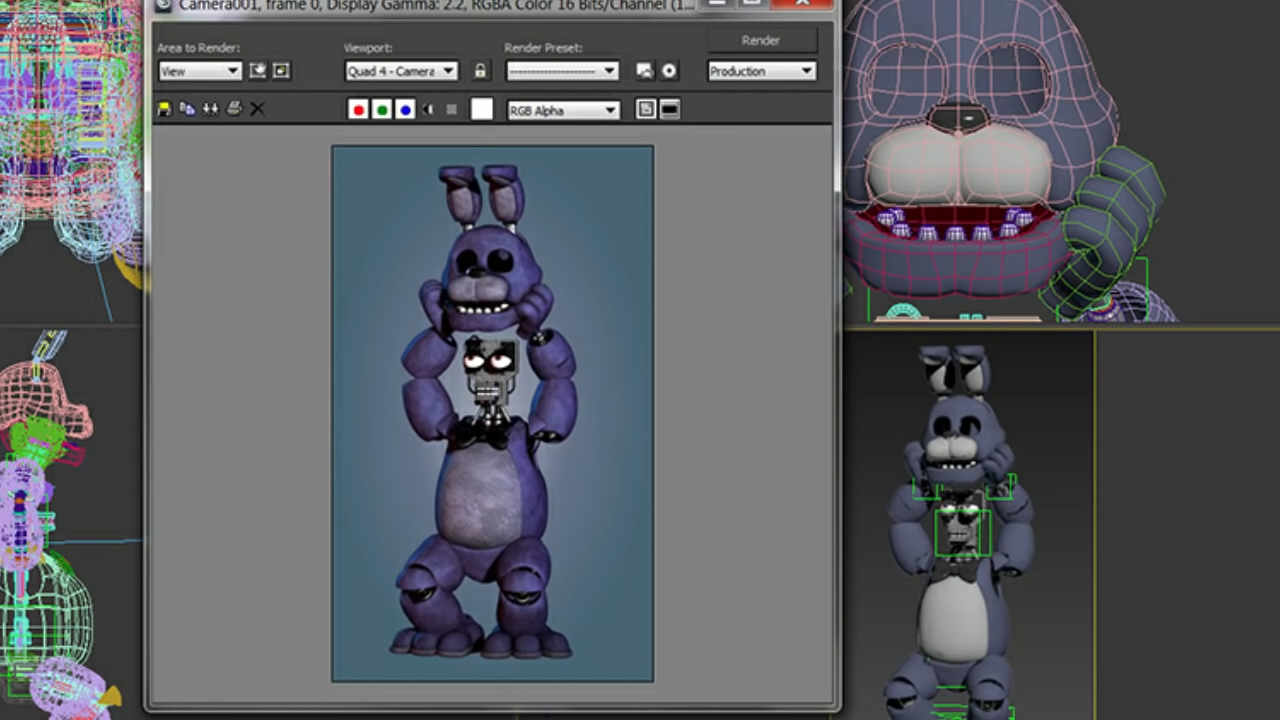 Camera001, frame 0, Display Gamma: 2.2, RGBA Color 16 Bits/Channel (1...
Area to Render:
Viewport:
Render Preset:
Render
View
Quad 4 - Camera
Production
RGB Alpha